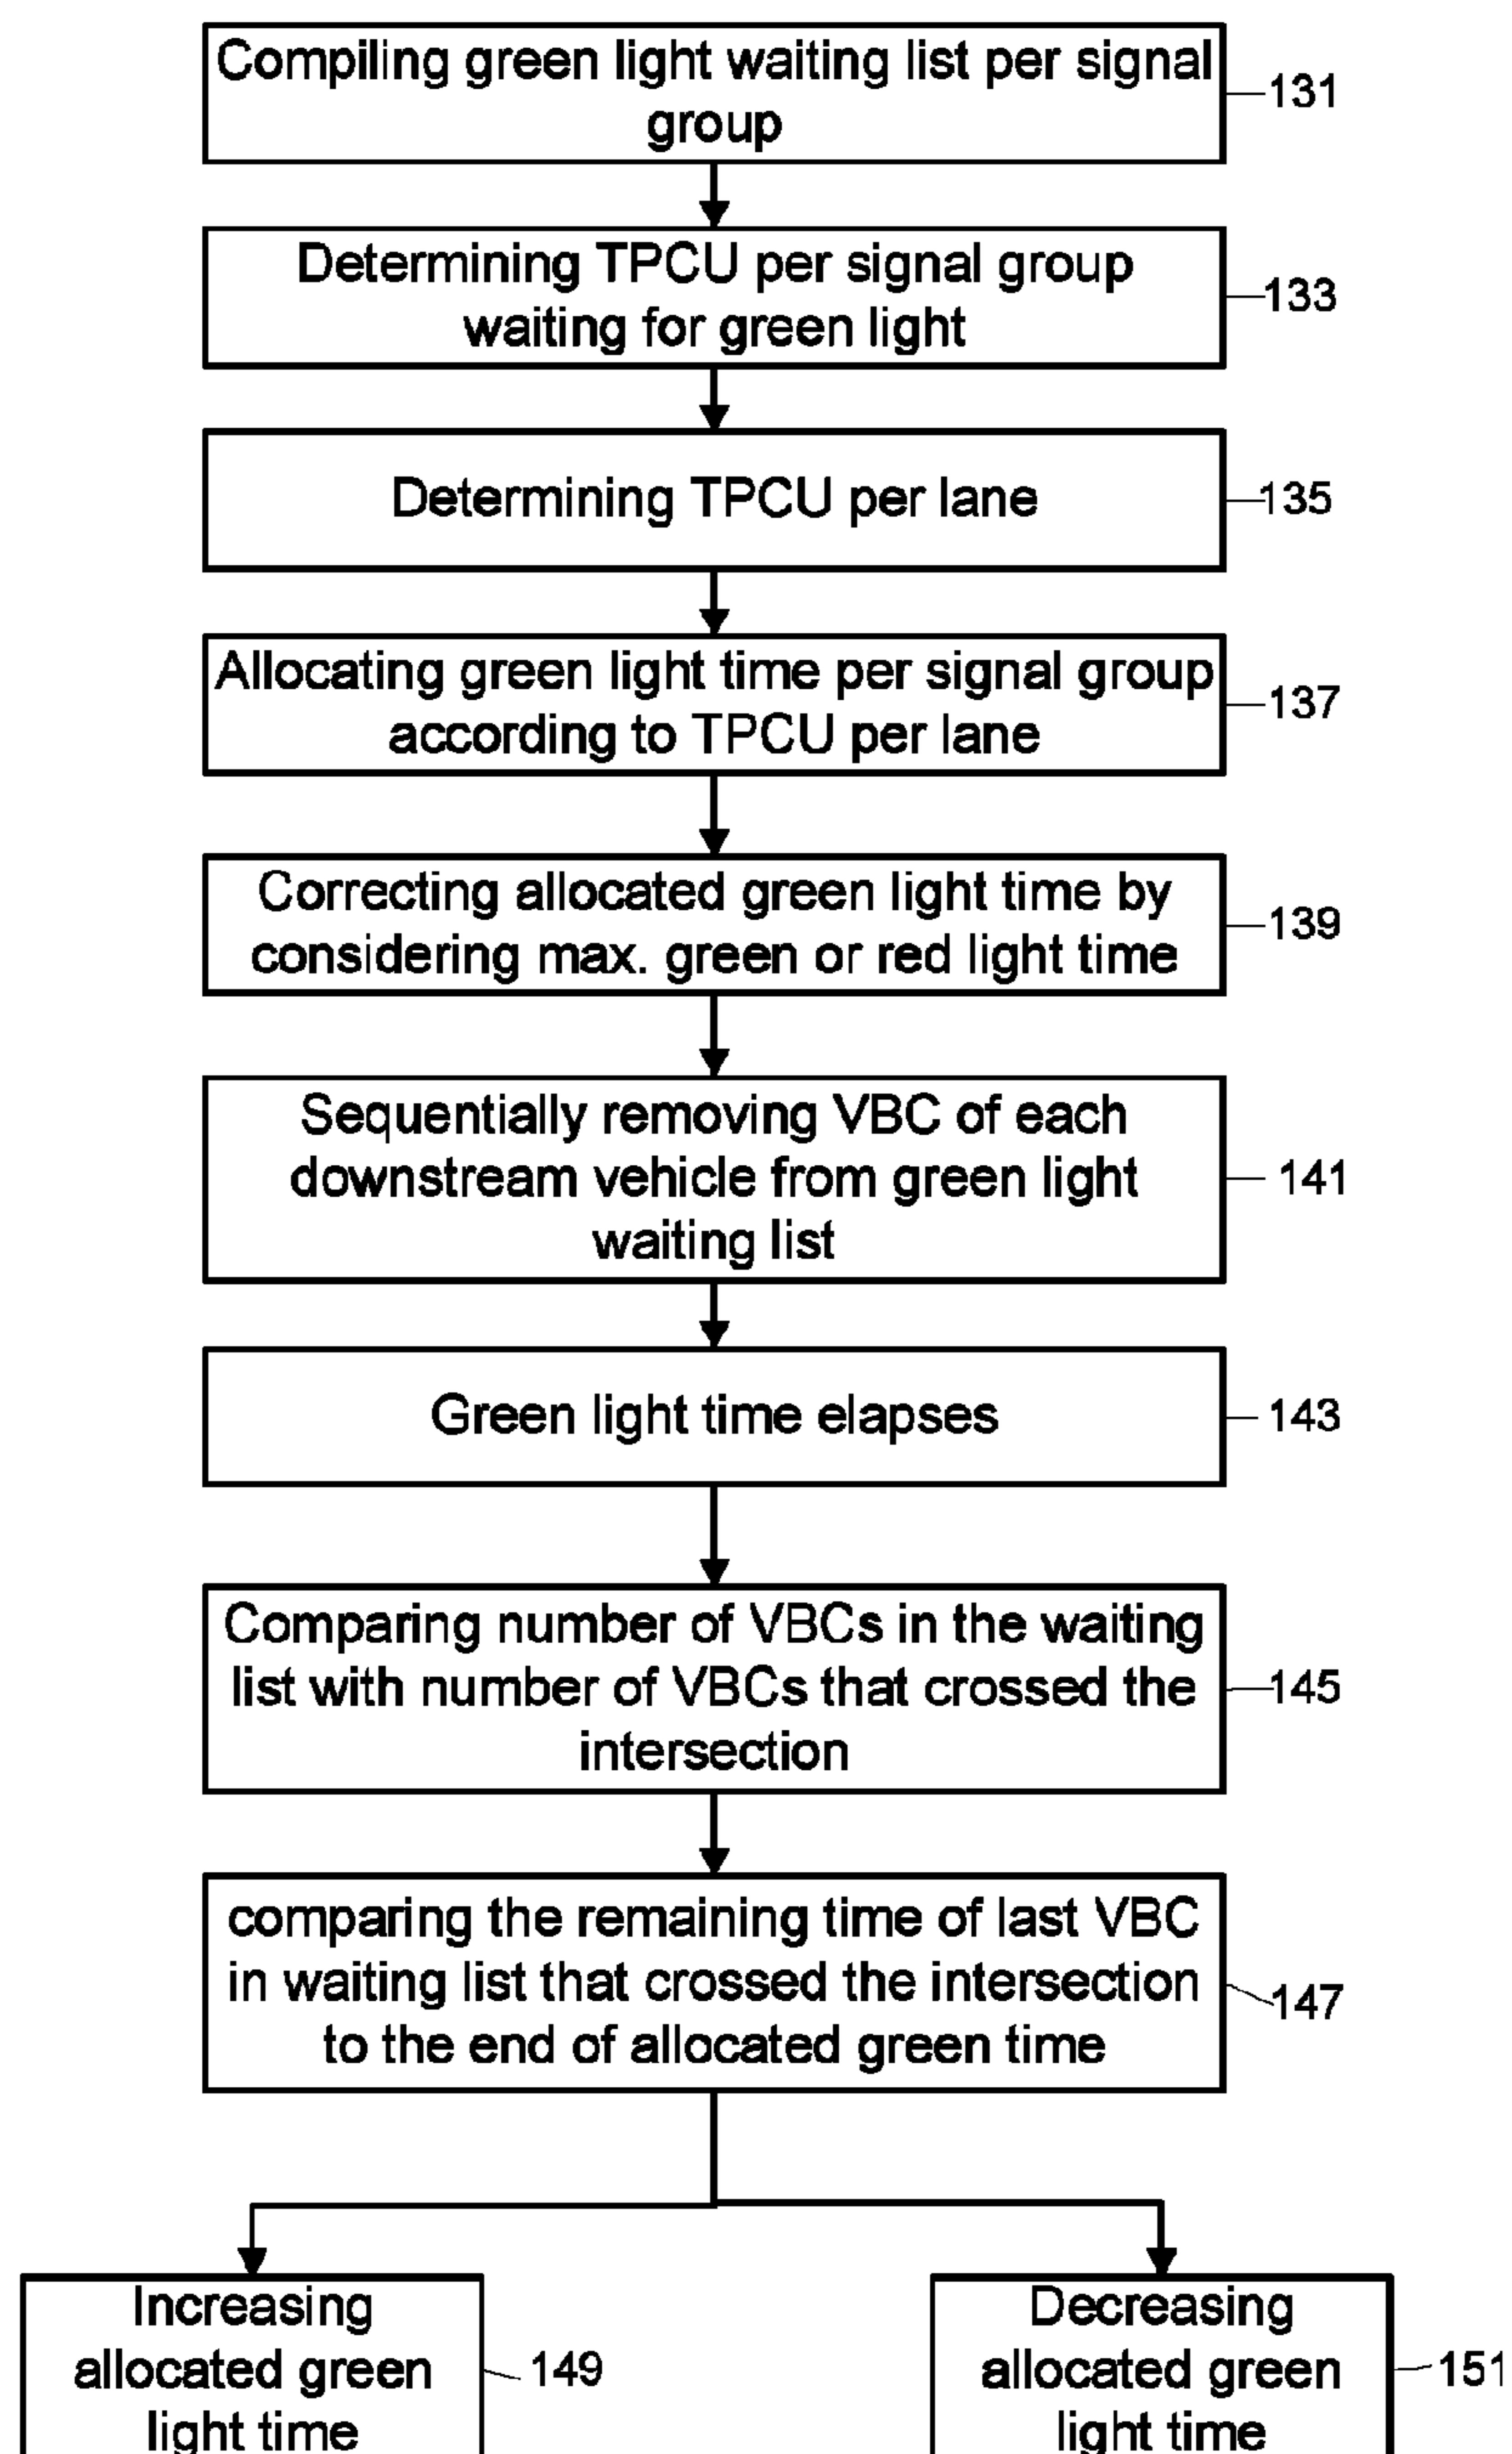 Compiling green light waiting list per signal
group
131
Determining TPCU per signal group
waiting for green light
133
Determining TPCU per lane
135
Allocating green light time per signal group
according to TPCU per lane
137
Correcting allocated green light time by
considering max. green or red light time
139
Sequentially removing VBC of each
downstream vehicle from green light
waiting list
141
Green light time elapses
143
Comparing number of VBCs in the waiting
list with number of VBCs that crossed the
intersection
145
comparing the remaining time of last VBC
in waiting list that crossed the intersection
to the end of allocated green time
147
Increasing
allocated green
light time
149
Decreasing
allocated green
light time
151